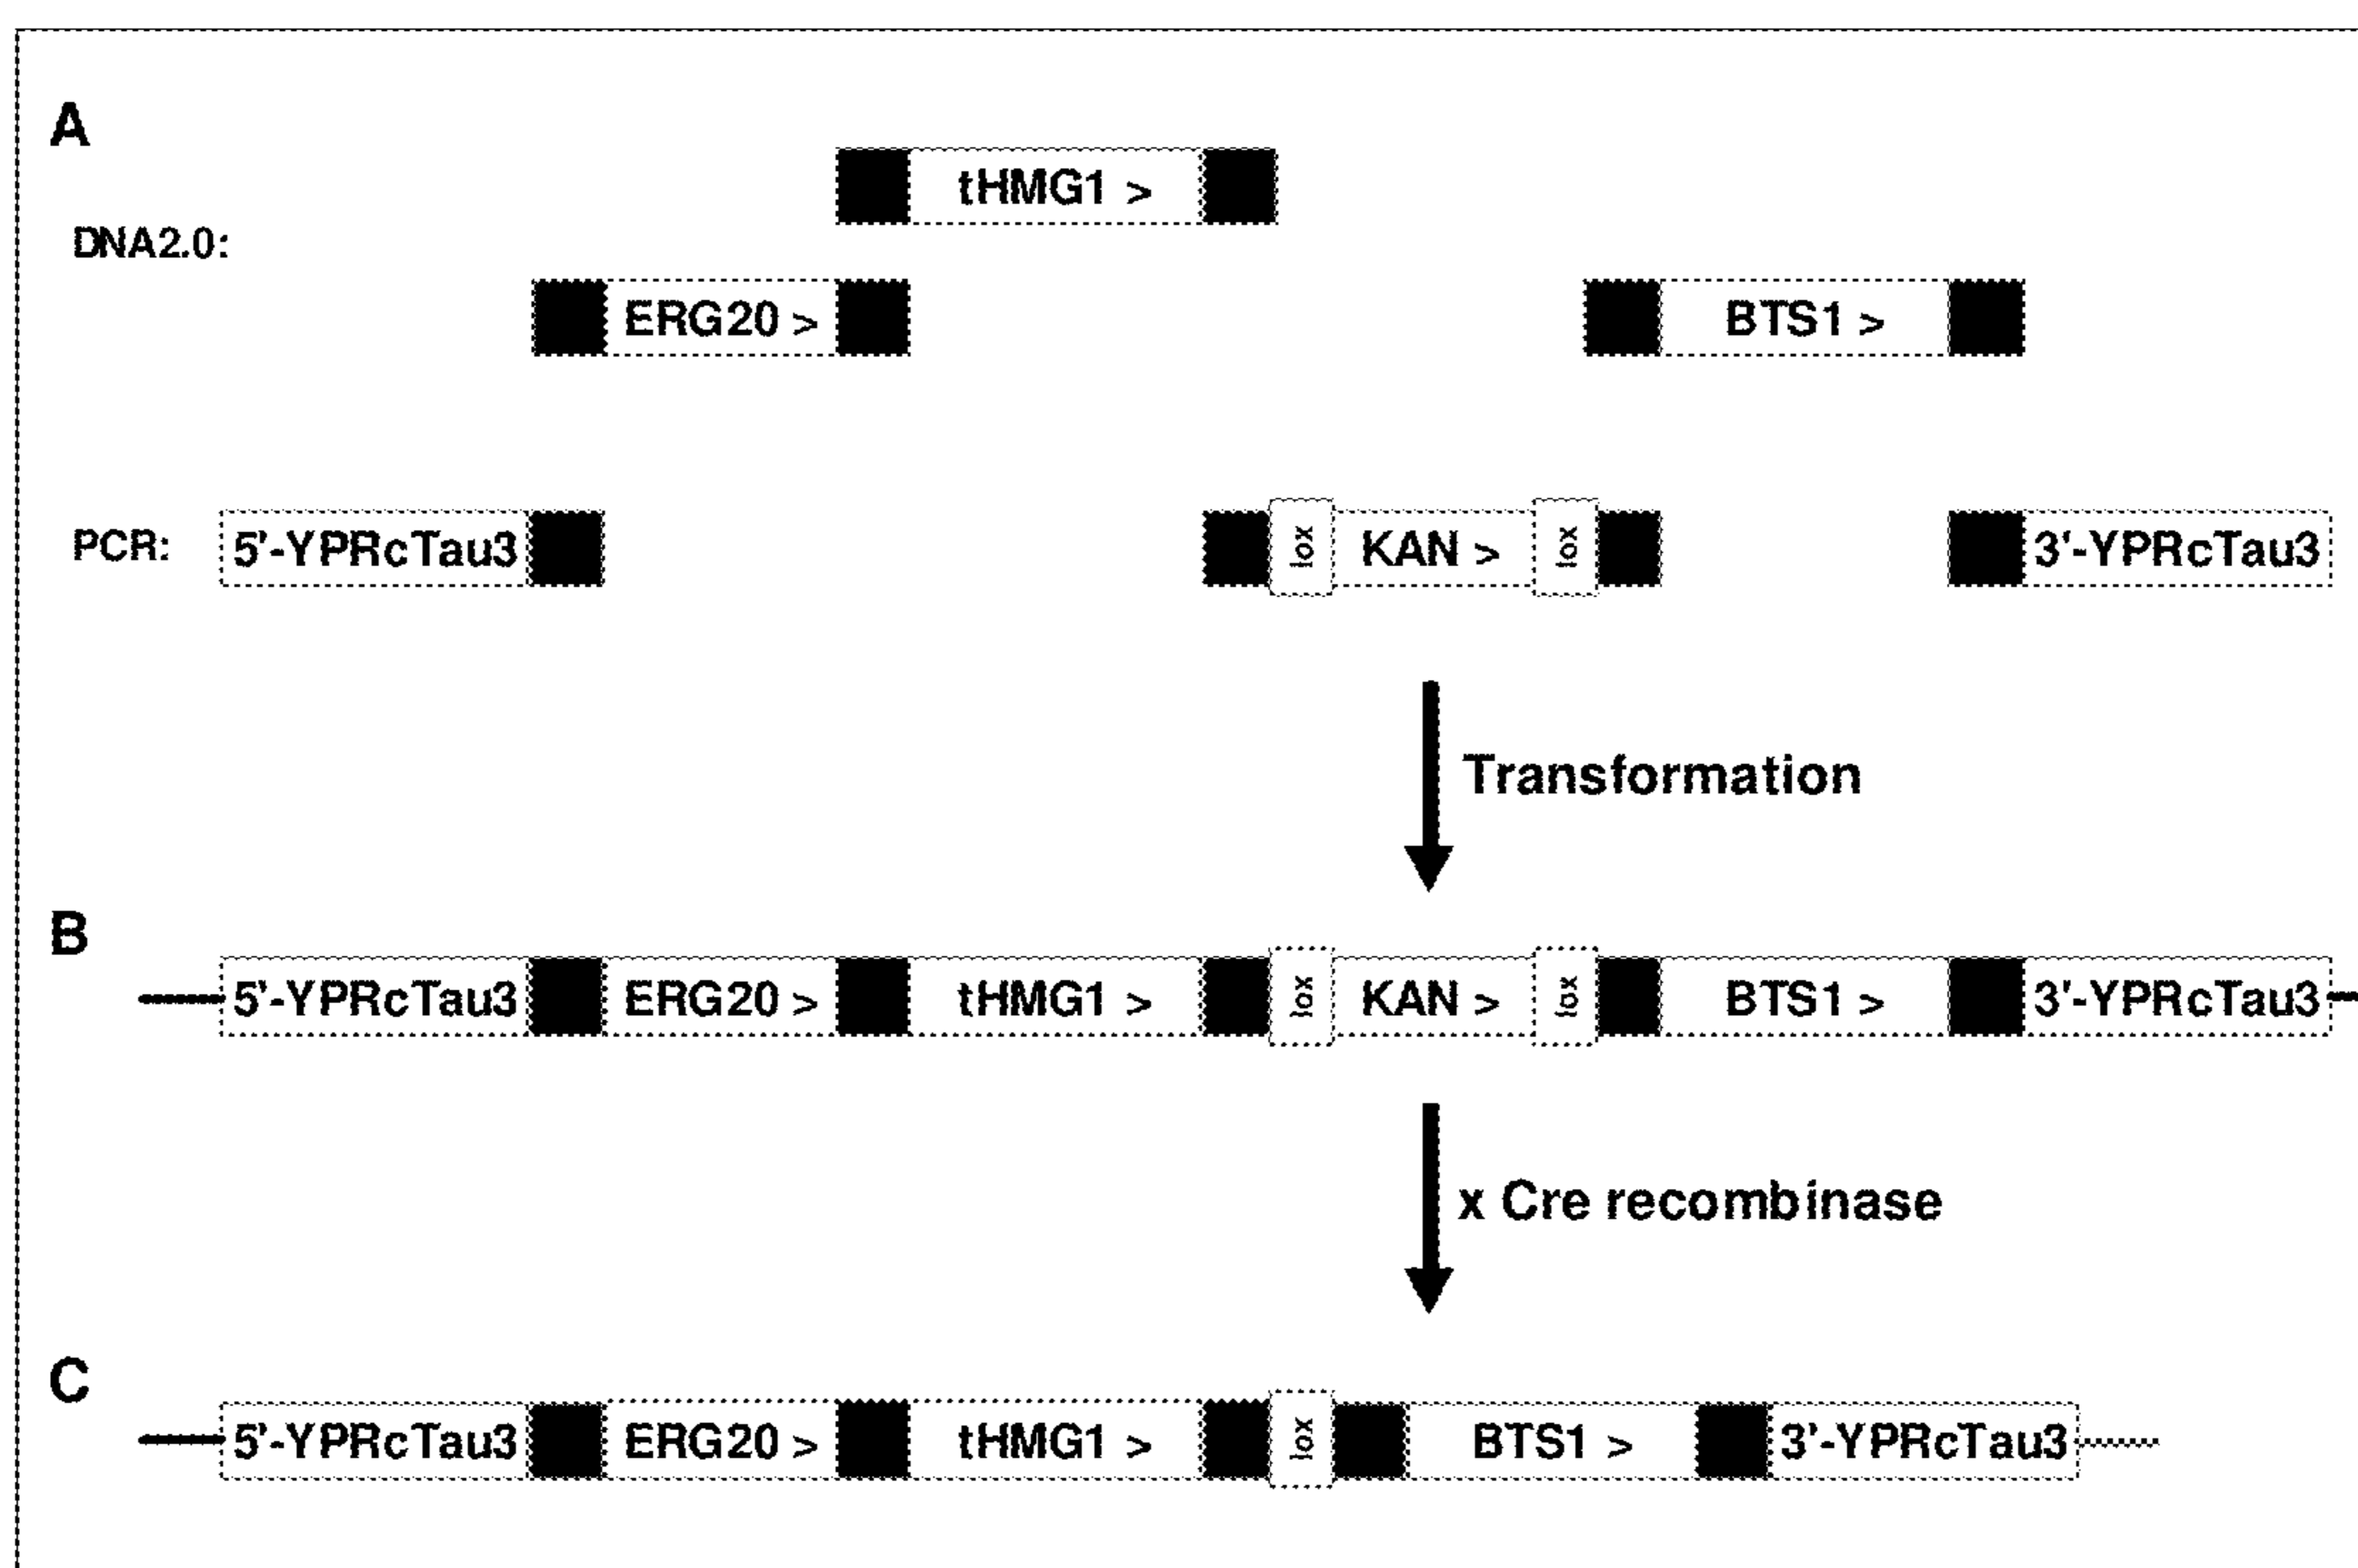 A
tHMG1 >
DNA2.0:
ERG20 >
BTS1 >
PCR:
5'-YPRcTau3
lox
KAN >
lox
3'-YPRcTau3
Transformation
B
5'-YPRcTau3
ERG20 >
tHMG1 >
lox
KAN >
lox
BTS1 >
3'-YPRcTau3
x Cre recombinase
C
5'-YPRcTau3
ERG20 >
tHMG1 >
lox
BTS1 >
3'-YPRcTau3